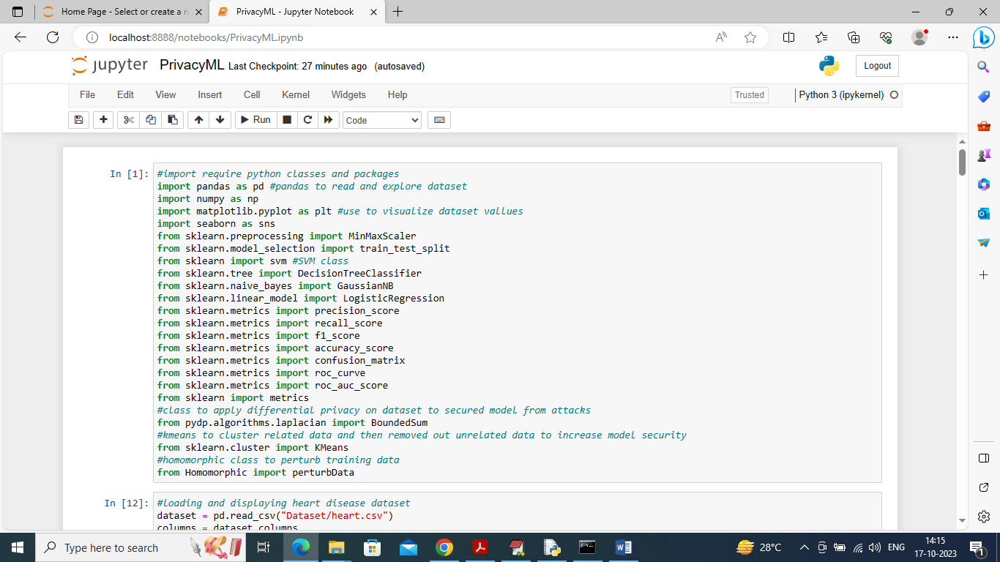 Home Page - Select or create a n
PrivacyML - Jupyter Notebook
localhost:8888/notebooks/PrivacyML.ipynb
jupyter PrivacyML Last Checkpoint: 27 minutes ago (autosaved)
Logout
File Edit View Insert Cell Kernel Widgets Help
Trusted
Python 3 (ipykernel)
Run
Code
In [1]:
#import require python classes and packages
import pandas as pd #pandas to read and explore dataset
import numpy as np
import matplotlib.pyplot as plt #use to visualize dataset vallues
import seaborn as sns
from sklearn.preprocessing import MinMaxScaler
from sklearn.model_selection import train_test_split
from sklearn import svm #SVM class
from sklearn.tree import DecisionTreeClassifier
from sklearn.naive_bayes import GaussianNB
from sklearn.linear_model import LogisticRegression
from sklearn.metrics import precision_score
from sklearn.metrics import recall_score
from sklearn.metrics import f1_score
from sklearn.metrics import accuracy_score
from sklearn.metrics import confusion_matrix
from sklearn.metrics import roc_curve
from sklearn.metrics import roc_auc_score
from sklearn import metrics
#class to apply differential privacy on dataset to secured model from attacks
from pydp.algorithms.laplacian import BoundedSum
#kmeans to cluster related data and then removed out unrelated data to increase model security
from sklearn.cluster import KMeans
#homomorphic class to perturb training data
from Homomorphic import perturbData
In [12]:
#loading and displaying heart disease dataset
dataset = pd.read_csv("Dataset/heart.csv")
columns = dataset.columns
Type here to search
28°C
ENG
14:15
17-10-2023
1